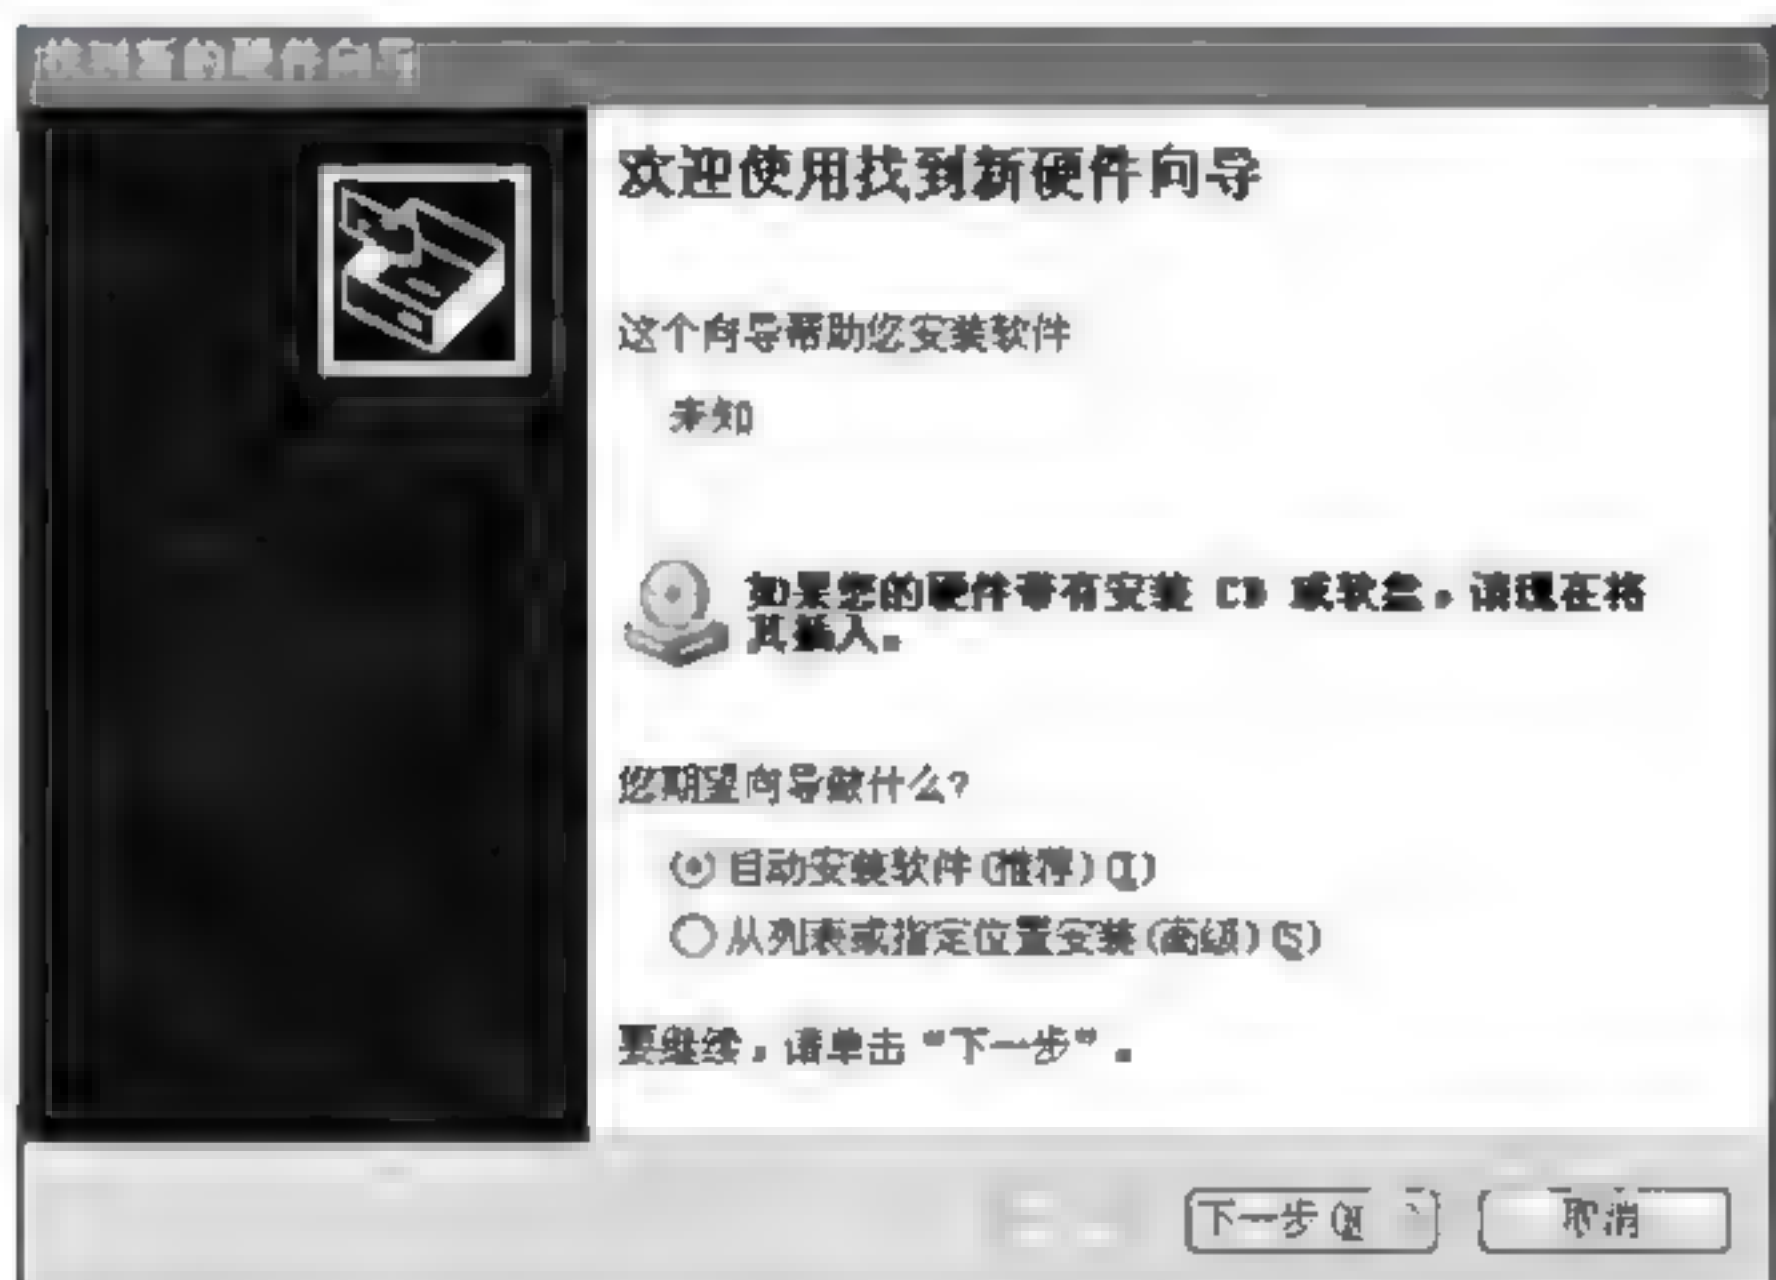 找到新的硬件向导
欢迎使用找到新硬件向导
这个向导帮助您安装软件
未知
如果您的硬件带有安装 CD 或软盘，请现在将
其插入。
您期望向导做什么?
自动安装软件(推荐)(I)
从列表或指定位置安装(高级)(S)
要继续，请单击“下一步”。
下一步(N) >
取消